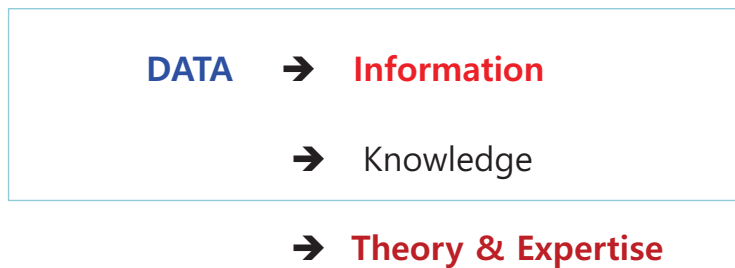 DATA ➔ Information
➔ Knowledge
➔ Theory & Expertise